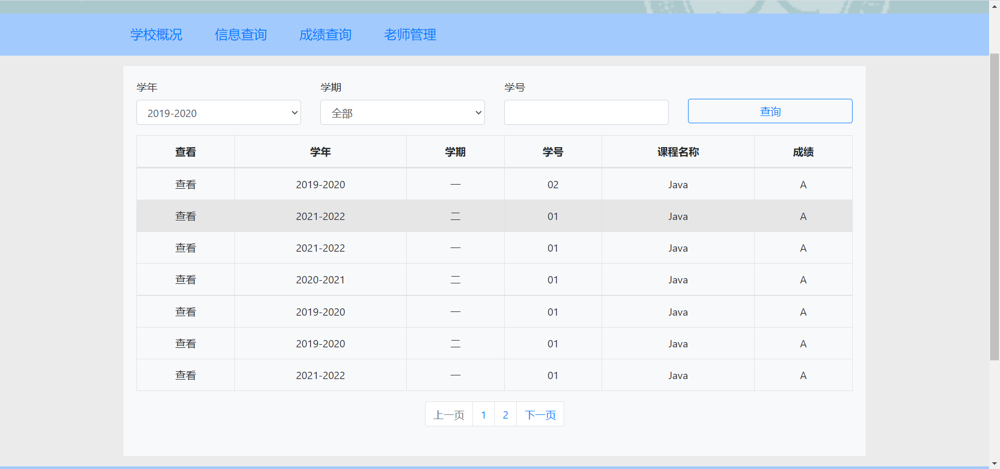 学校概况 信息查询 成绩查询 老师管理
学年 学期 学号
2019-2020 全部 查询
查看 学年 学期 学号 课程名称 成绩
查看 2019-2020 一 02 Java A
查看 2021-2022 二 01 Java A
查看 2021-2022 一 01 Java A
查看 2020-2021 二 01 Java A
查看 2019-2020 一 01 Java A
查看 2019-2020 二 01 Java A
查看 2021-2022 一 01 Java A
上一页 1 2 下一页